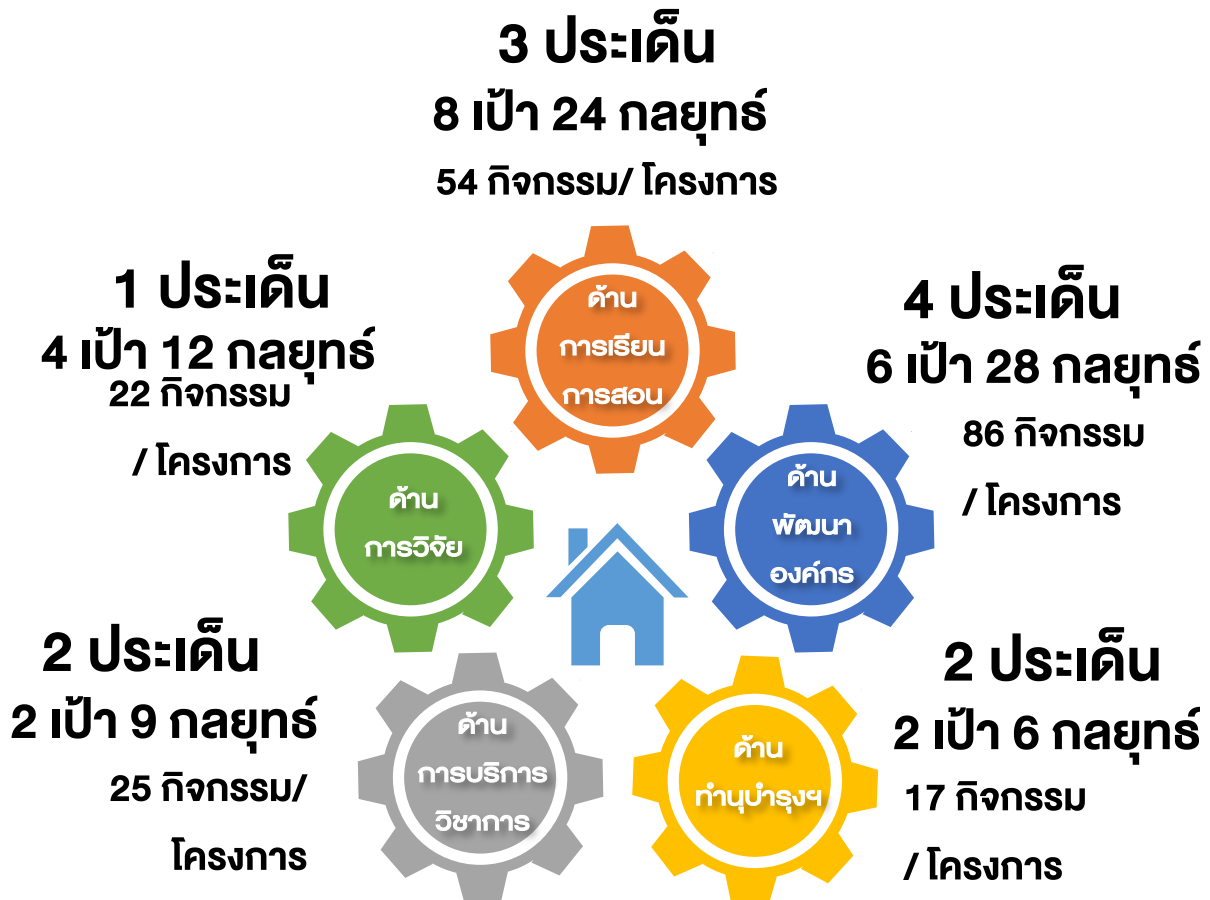 3 ประเด็น
8 เป้า 24 กลยุทธ์
54 กิจกรรม/ โครงการ
ด้าน
การเรียน
การสอน
1 ประเด็น
4 เป้า 12 กลยุทธ์
22 กิจกรรม
/ โครงการ
ด้าน
การวิจัย
4 ประเด็น
6 เป้า 28 กลยุทธ์
86 กิจกรรม
/ โครงการ
ด้าน
พัฒนา
องค์กร
2 ประเด็น
2 เป้า 9 กลยุทธ์
25 กิจกรรม/
โครงการ
ด้าน
การบริการ
วิชาการ
2 ประเด็น
2 เป้า 6 กลยุทธ์
17 กิจกรรม
/ โครงการ
ด้าน
ทำนุบำรุงฯ